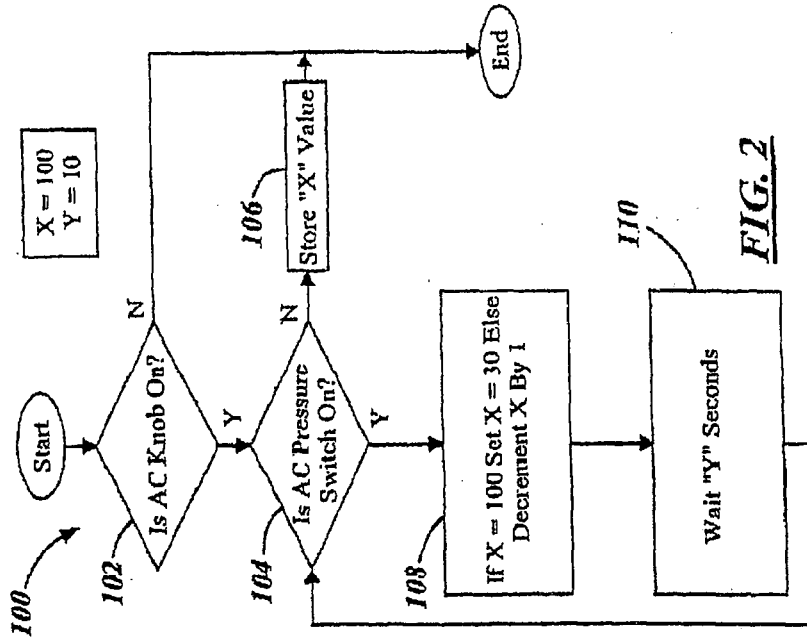 100
Start
X = 100
Y = 10
102
Is AC Knob On?
N
Y
104
Is AC Pressure
Switch On?
N
106
Store "X" Value
End
Y
108
If X = 100 Set X = 30 Else
Decrement X By 1
110
Wait "Y" Seconds
FIG. 2